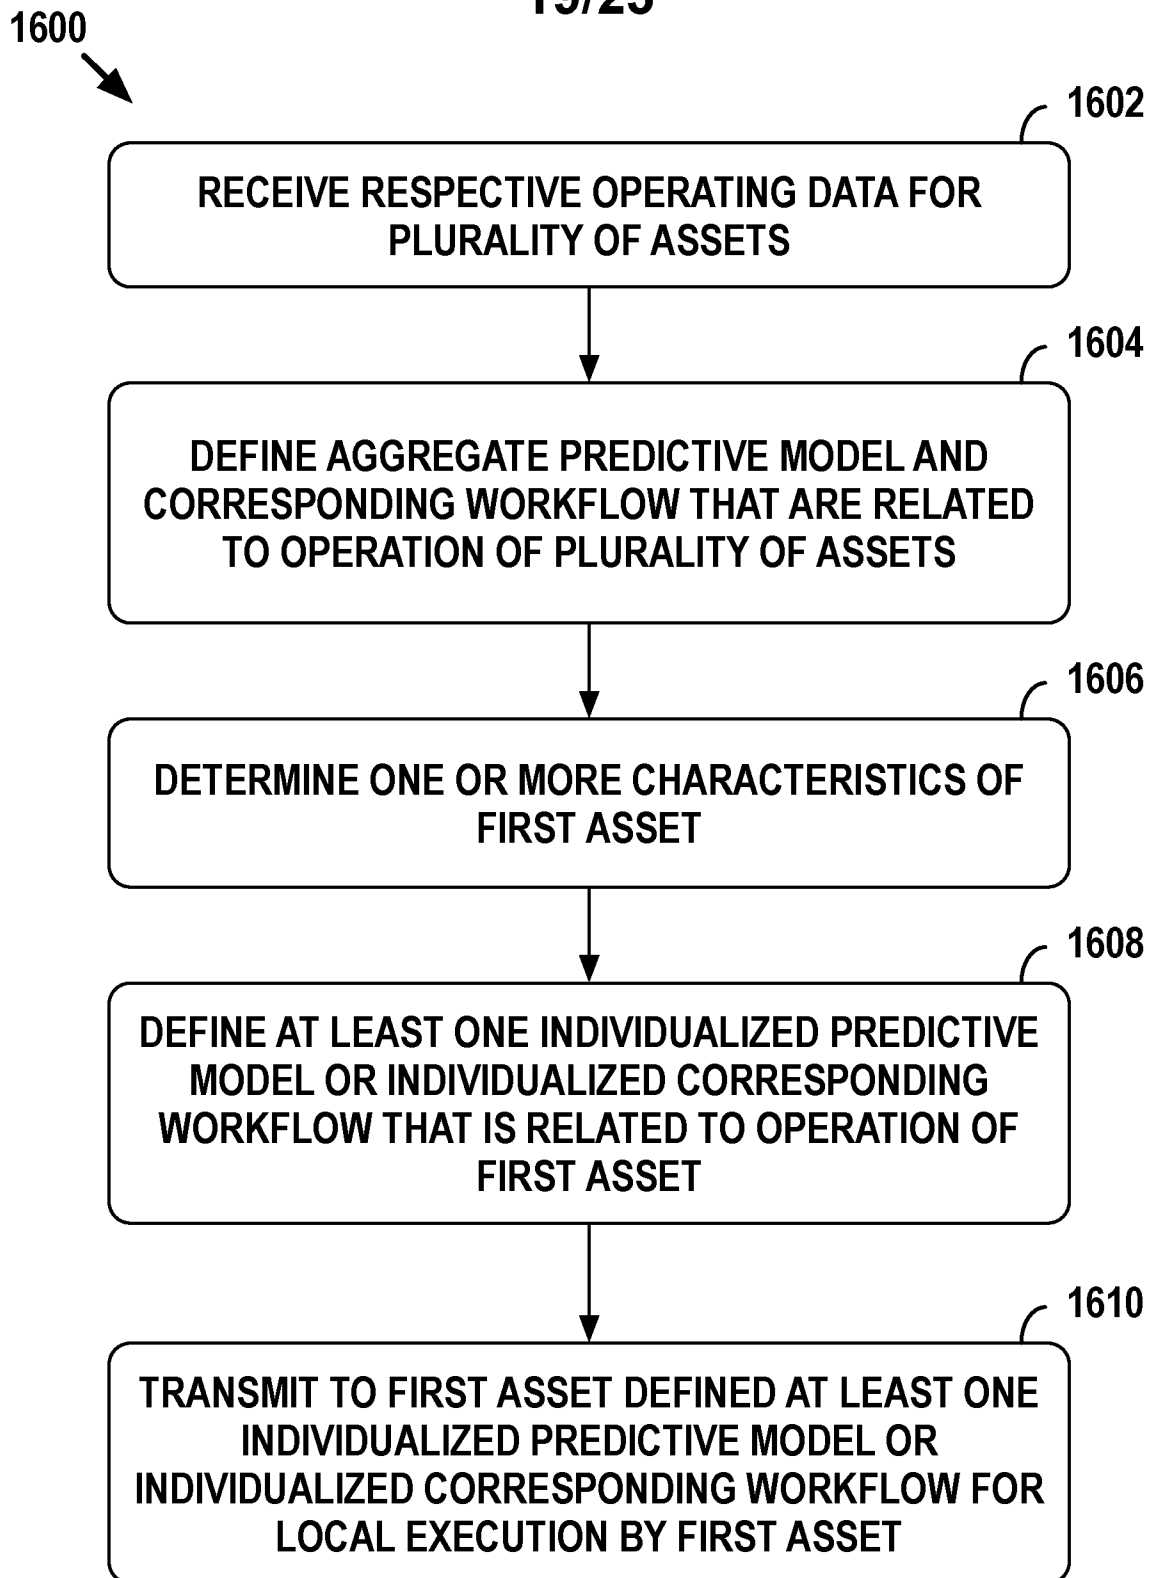 19/23
1600
1602
RECEIVE RESPECTIVE OPERATING DATA FOR
PLURALITY OF ASSETS
1604
DEFINE AGGREGATE PREDICTIVE MODEL AND
CORRESPONDING WORKFLOW THAT ARE RELATED
TO OPERATION OF PLURALITY OF ASSETS
1606
DETERMINE ONE OR MORE CHARACTERISTICS OF
FIRST ASSET
1608
DEFINE AT LEAST ONE INDIVIDUALIZED PREDICTIVE
MODEL OR INDIVIDUALIZED CORRESPONDING
WORKFLOW THAT IS RELATED TO OPERATION OF
FIRST ASSET
1610
TRANSMIT TO FIRST ASSET DEFINED AT LEAST ONE
INDIVIDUALIZED PREDICTIVE MODEL OR
INDIVIDUALIZED CORRESPONDING WORKFLOW FOR
LOCAL EXECUTION BY FIRST ASSET